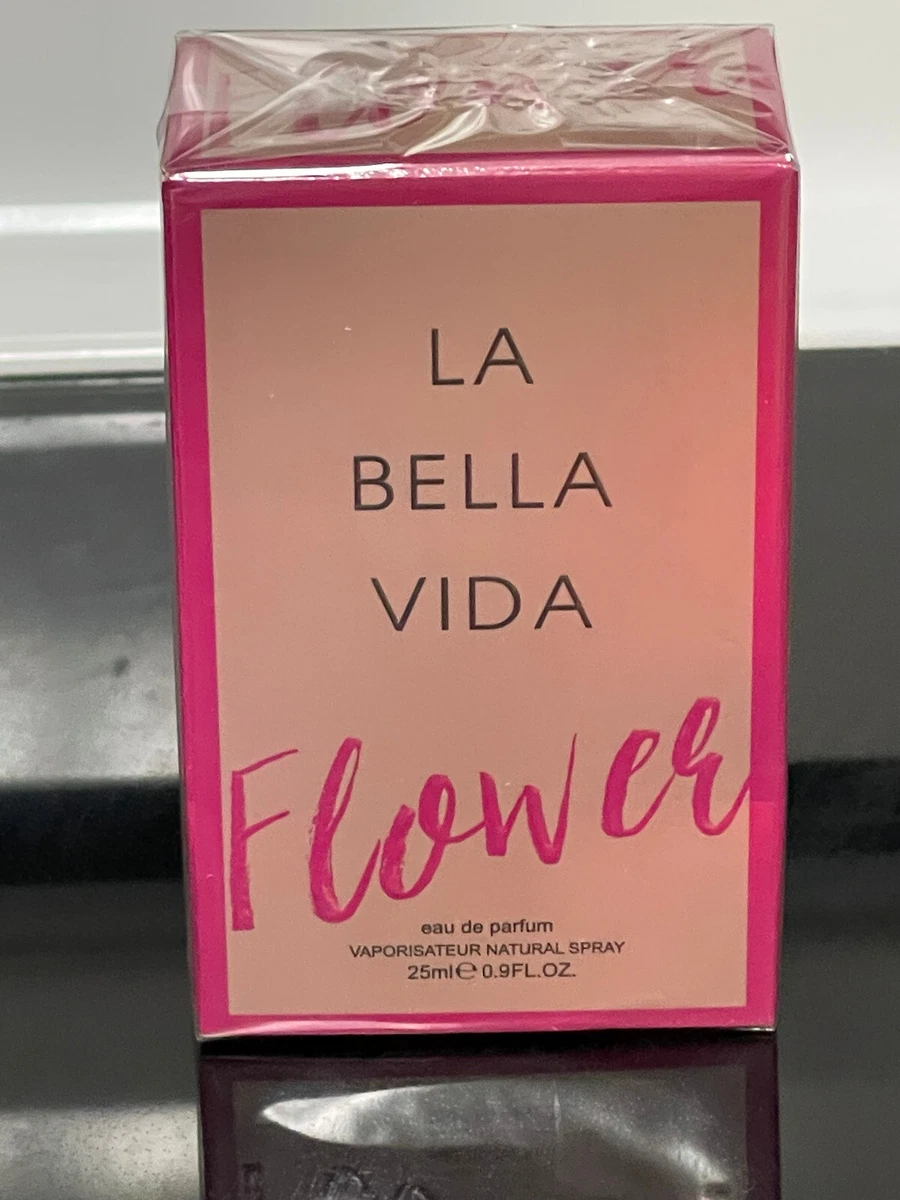 LA
BELLA
VIDA
Flower
eau de parfum
VAPORISATEUR NATURAL SPRAY
25ml℮0.9FL.OZ.